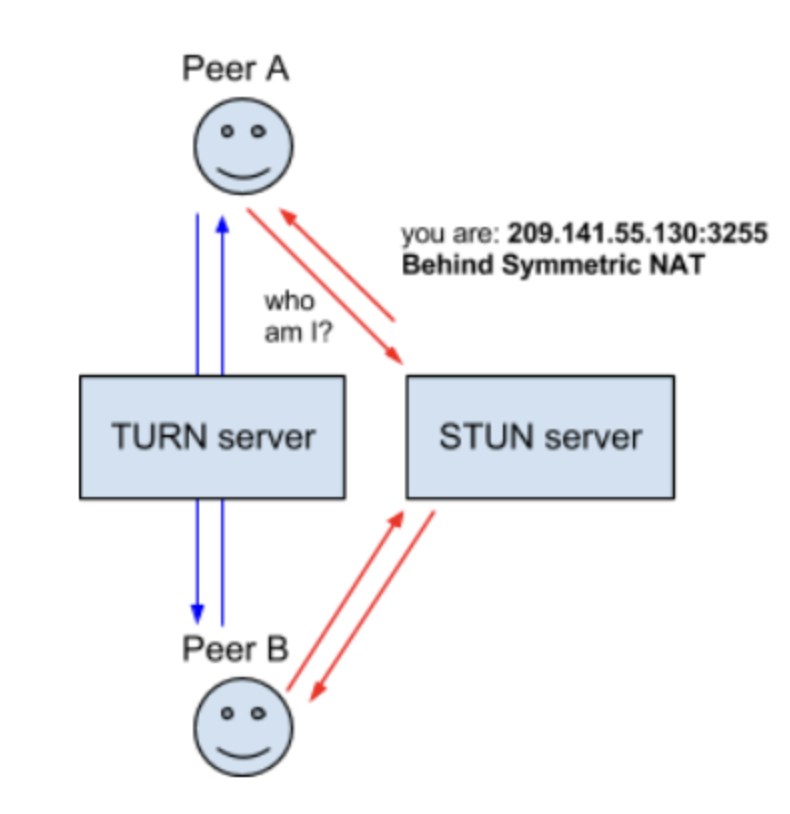 Peer A
you are: 209.141.55.130:3255
Behind Symmetric NAT
who
am I?
TURN server
STUN server
Peer B